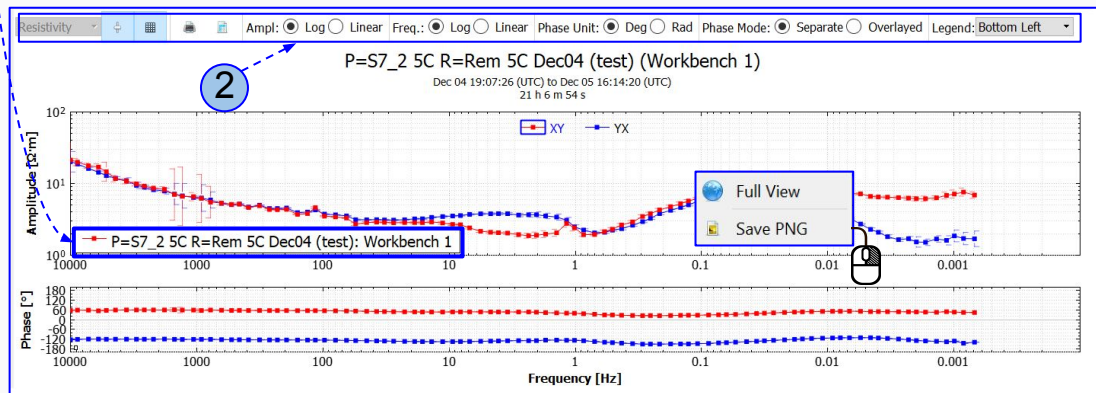 Resistivity Ampl: Log Linear Freq.: Log Linear Phase Unit: Deg Rad Phase Mode: Separate Overlayed Legend: Bottom Left
2
P=S7_2 5C R=Rem 5C Dec04 (test) (Workbench 1)
Dec 04 19:07:26 (UTC) to Dec 05 16:14:20 (UTC)
21 h 6 m 54 s
XY YX
Amplitude [Ω·m]
10²
10¹
10⁰
Full View
Save PNG
P=S7_2 5C R=Rem 5C Dec04 (test): Workbench 1
10000 1000 100 10 1 0.1 0.01 0.001
Phase [°]
180
120
60
0
-60
-120
-180
10000 1000 100 10 1 0.1 0.01 0.001
Frequency [Hz]